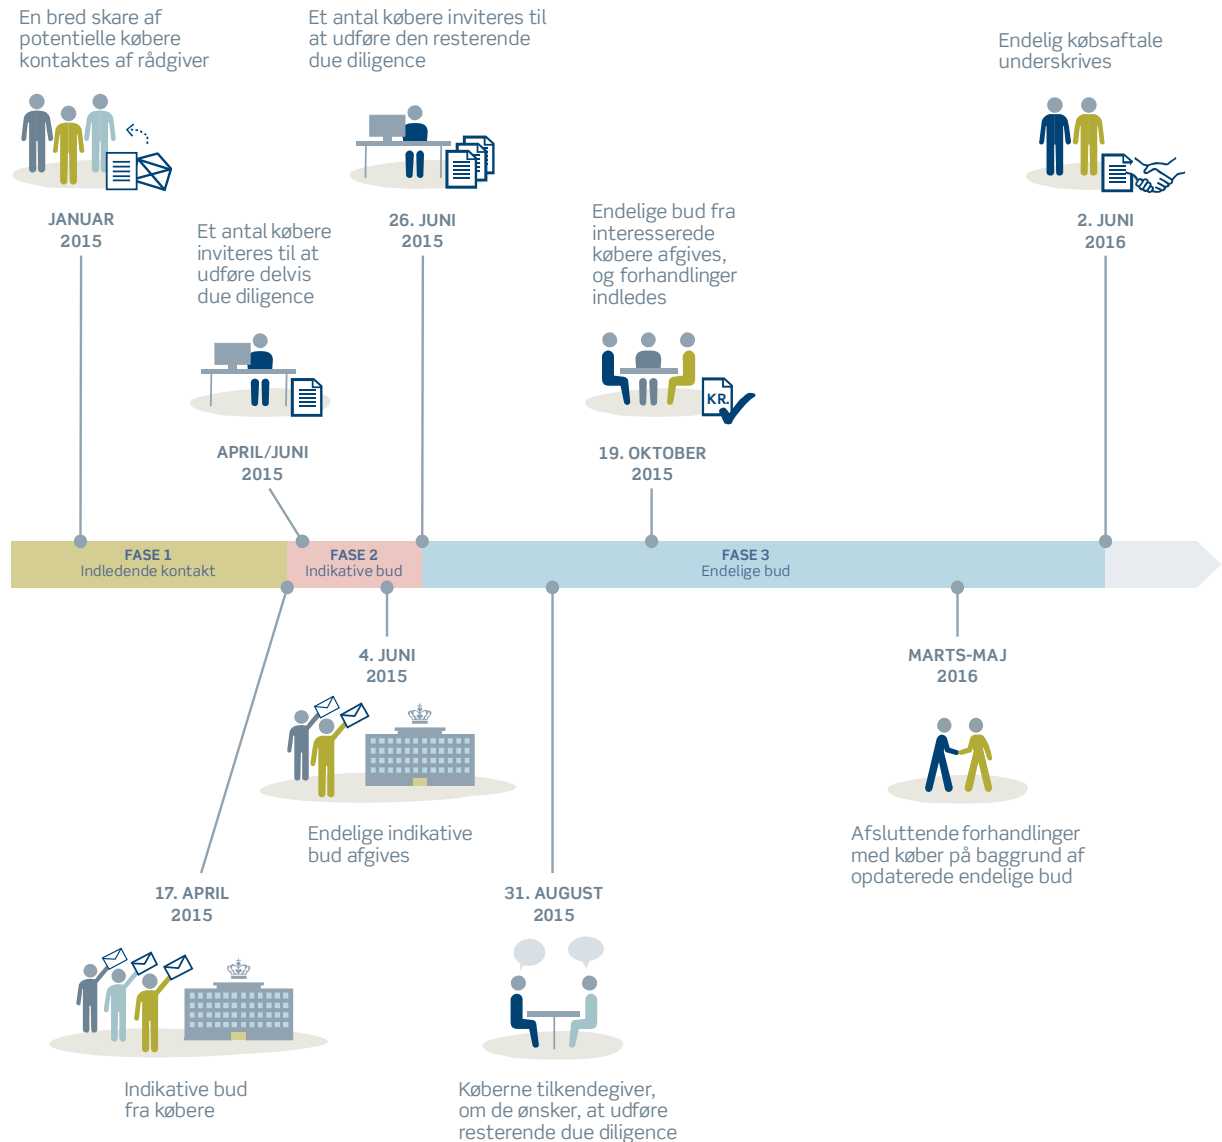 En bred skare af
potentielle købere
kontaktes af rådgiver
JANUAR
2015
Et antal købere
inviteres til at
udføre delvis
due diligence
APRIL/JUNI
2015
Et antal købere inviteres til
at udføre den resterende
due diligence
26. JUNI
2015
Endelige bud fra
interesserede
købere afgives,
og forhandlinger
indledes
KR.
19. OKTOBER
2015
Endelig købsaftale
underskrives
2. JUNI
2016
FASE 1
Indledende kontakt
FASE 2
Indikative bud
FASE 3
Endelige bud
17. APRIL
2015
Indikative bud
fra købere
4. JUNI
2015
Endelige indikative
bud afgives
31. AUGUST
2015
Køberne tilkendegiver,
om de ønsker, at udføre
resterende due diligence
MARTS-MAJ
2016
Afsluttende forhandlinger
med køber på baggrund af
opdaterede endelige bud